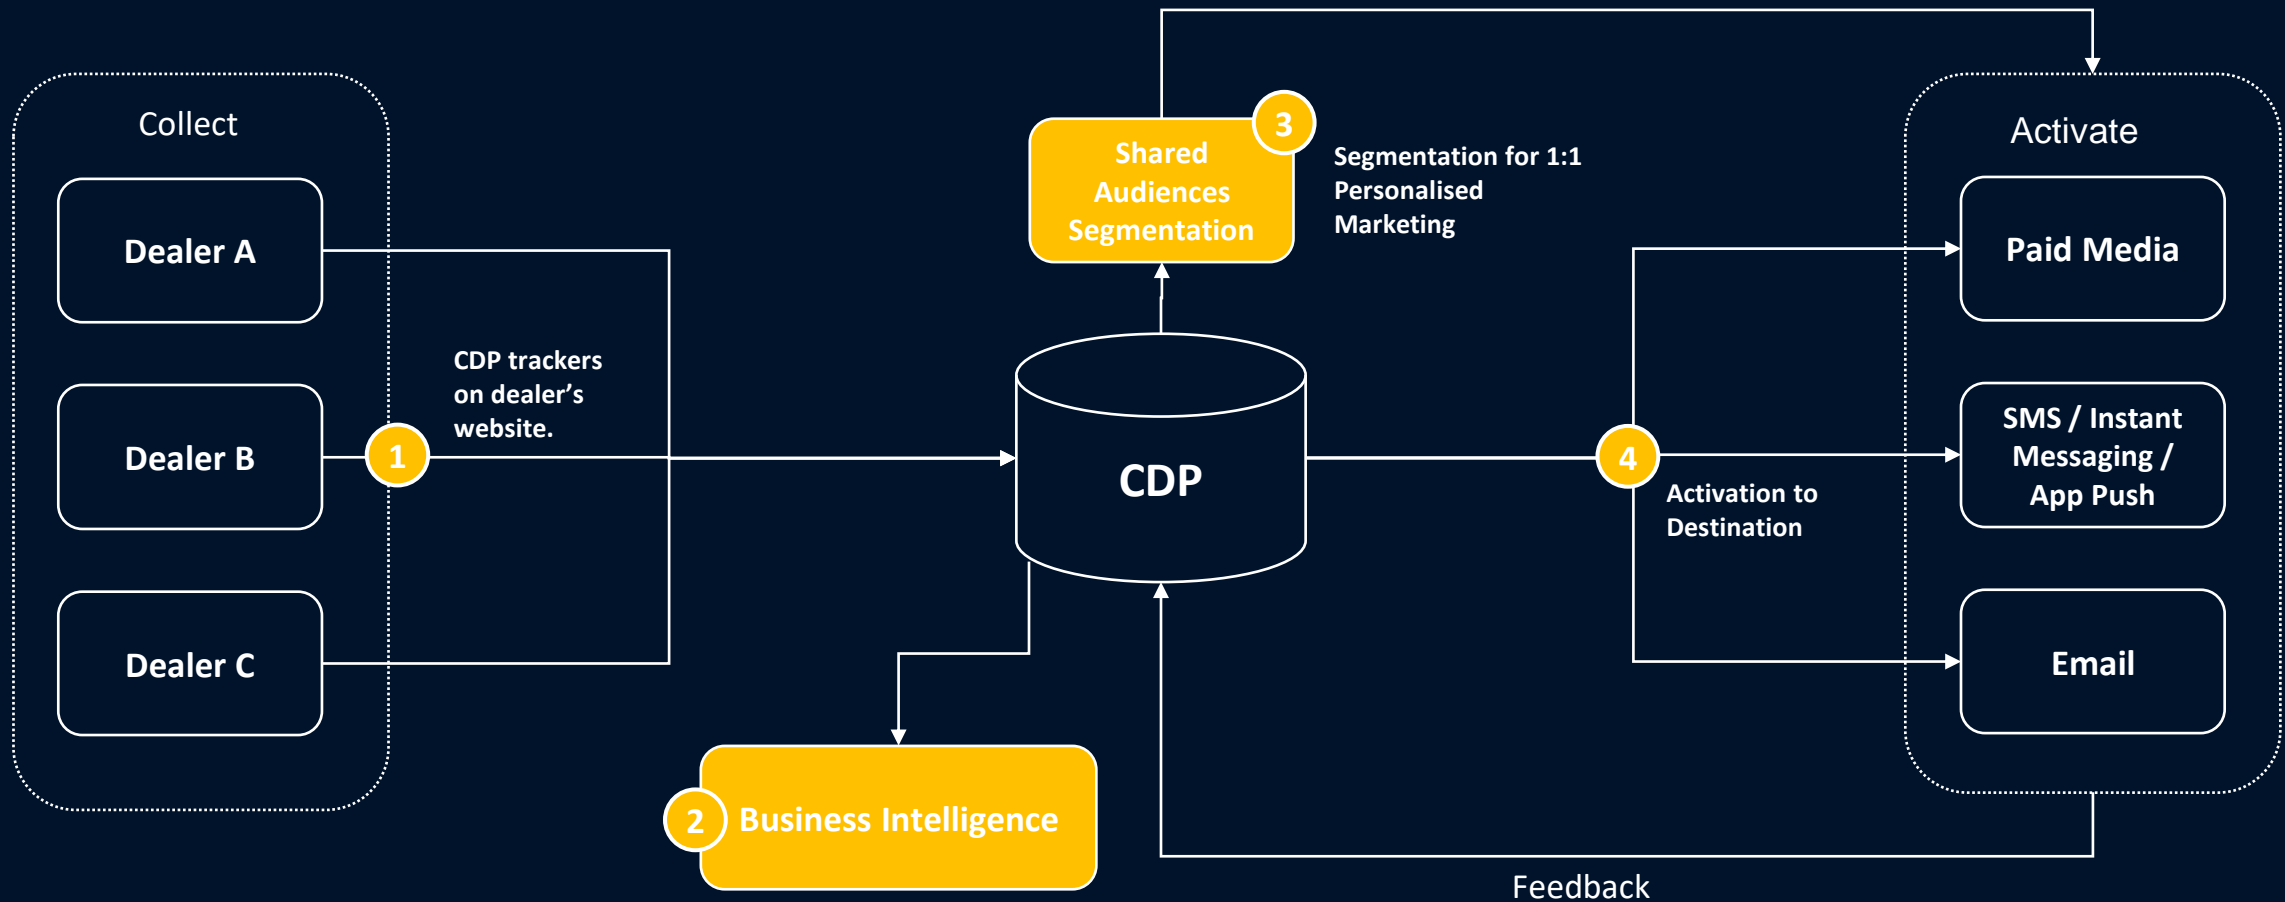 Collect
Dealer A
Dealer B
Dealer C
1
CDP trackers
on dealer's
website.
Shared
Audiences
Segmentation
3
Segmentation for 1:1
Personalised
Marketing
CDP
2
Business Intelligence
4
Activation to
Destination
Activate
Paid Media
SMS / Instant
Messaging /
App Push
Email
Feedback